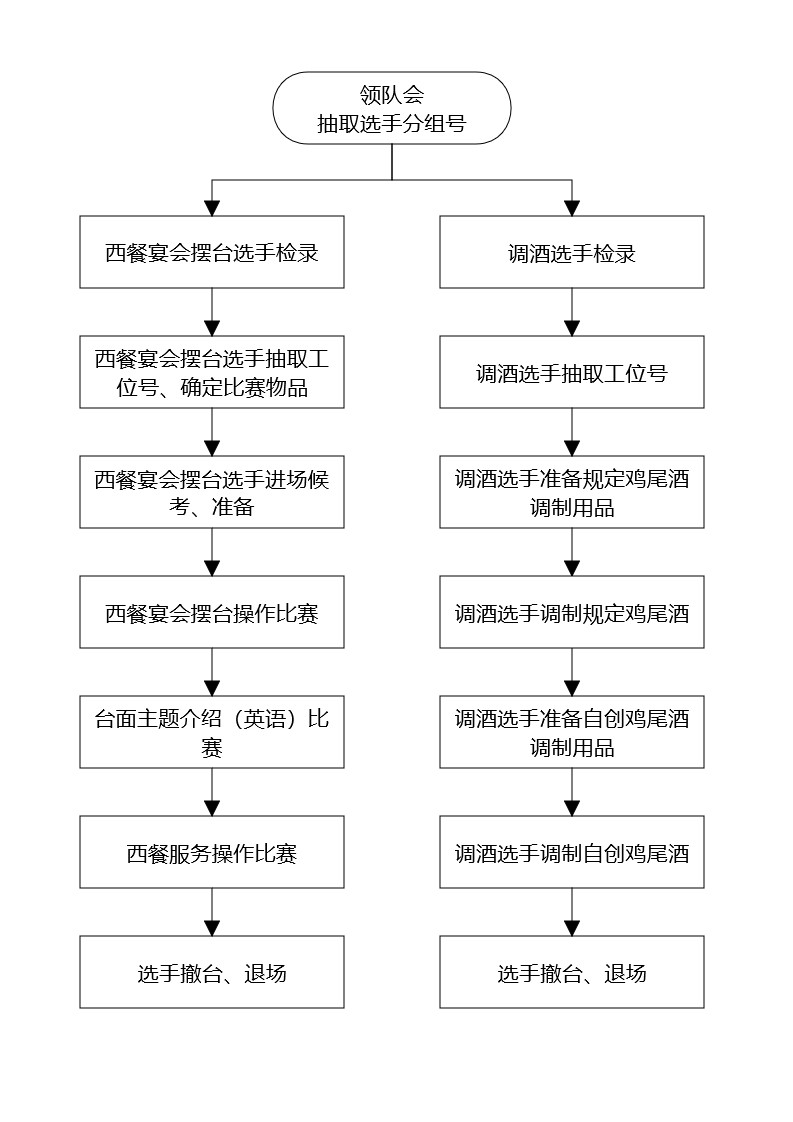 领队会
抽取选手分组号
西餐宴会摆台选手检录
西餐宴会摆台选手抽取工
位号、确定比赛物品
西餐宴会摆台选手进场候
考、准备
西餐宴会摆台操作比赛
台面主题介绍（英语）比
赛
西餐服务操作比赛
选手撤台、退场
调酒选手检录
调酒选手抽取工位号
调酒选手准备规定鸡尾酒
调制用品
调酒选手调制规定鸡尾酒
调酒选手准备自创鸡尾酒
调制用品
调酒选手调制自创鸡尾酒
选手撤台、退场